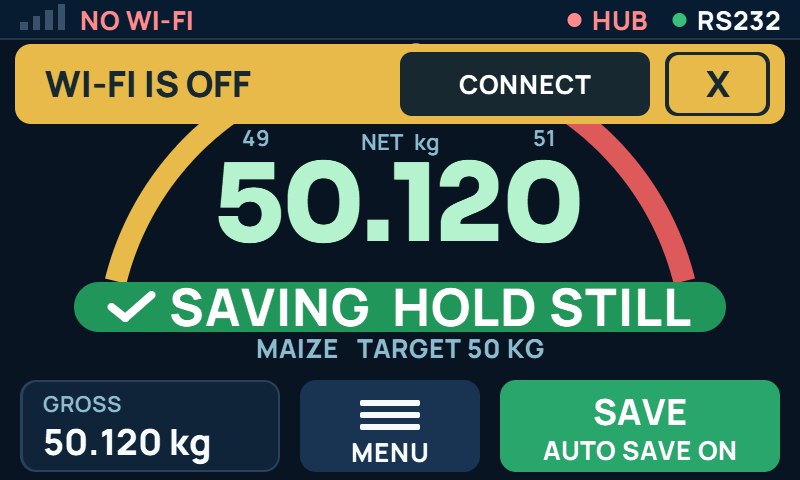 NO WI-FI
HUB
RS232
WI-FI IS OFF
CONNECT
X
49
NET kg
51
50.120
SAVING HOLD STILL
MAIZE TARGET 50 KG
GROSS
50.120 kg
MENU
SAVE
AUTO SAVE ON